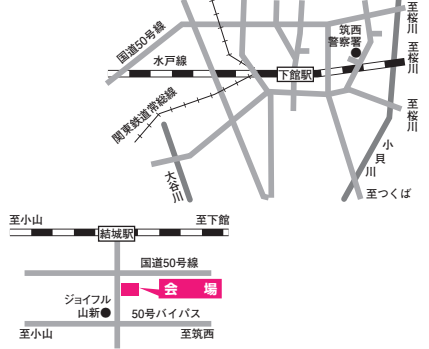 至桜川
筑西
警察署
国道50号線
至桜川
水戸線
下館駅
関東鉄道常総線
至桜川
小貝川
大谷川
至つくば
至小山
至下館
結城駅
国道50号線
会場
ジョイフル
山新
50号バイパス
至小山
至筑西